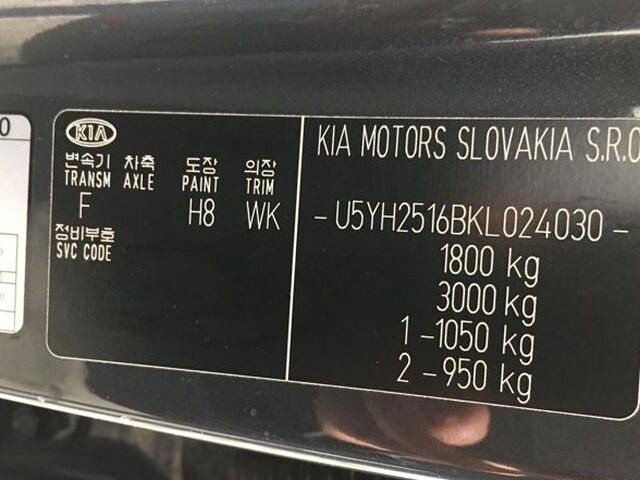 0
KIA
변속기 차축 도장 의장
TRANSM AXLE PAINT TRIM
F H8 WK
정비부호
SVC CODE
KIA MOTORS SLOVAKIA S.R.O
- U5YH2516BKL024030 -
1800 kg
3000 kg
1 -1050 kg
2 -950 kg